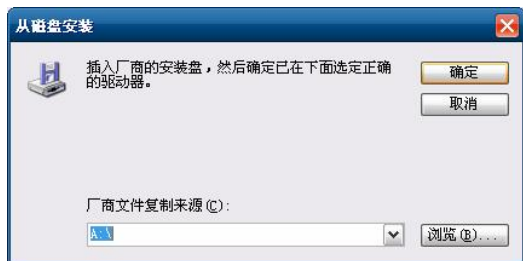 从磁盘安装
插入厂商的安装盘，然后确定已在下面选定正确
的驱动器。
确定
取消
厂商文件复制来源(C):
A:\
浏览(B)...